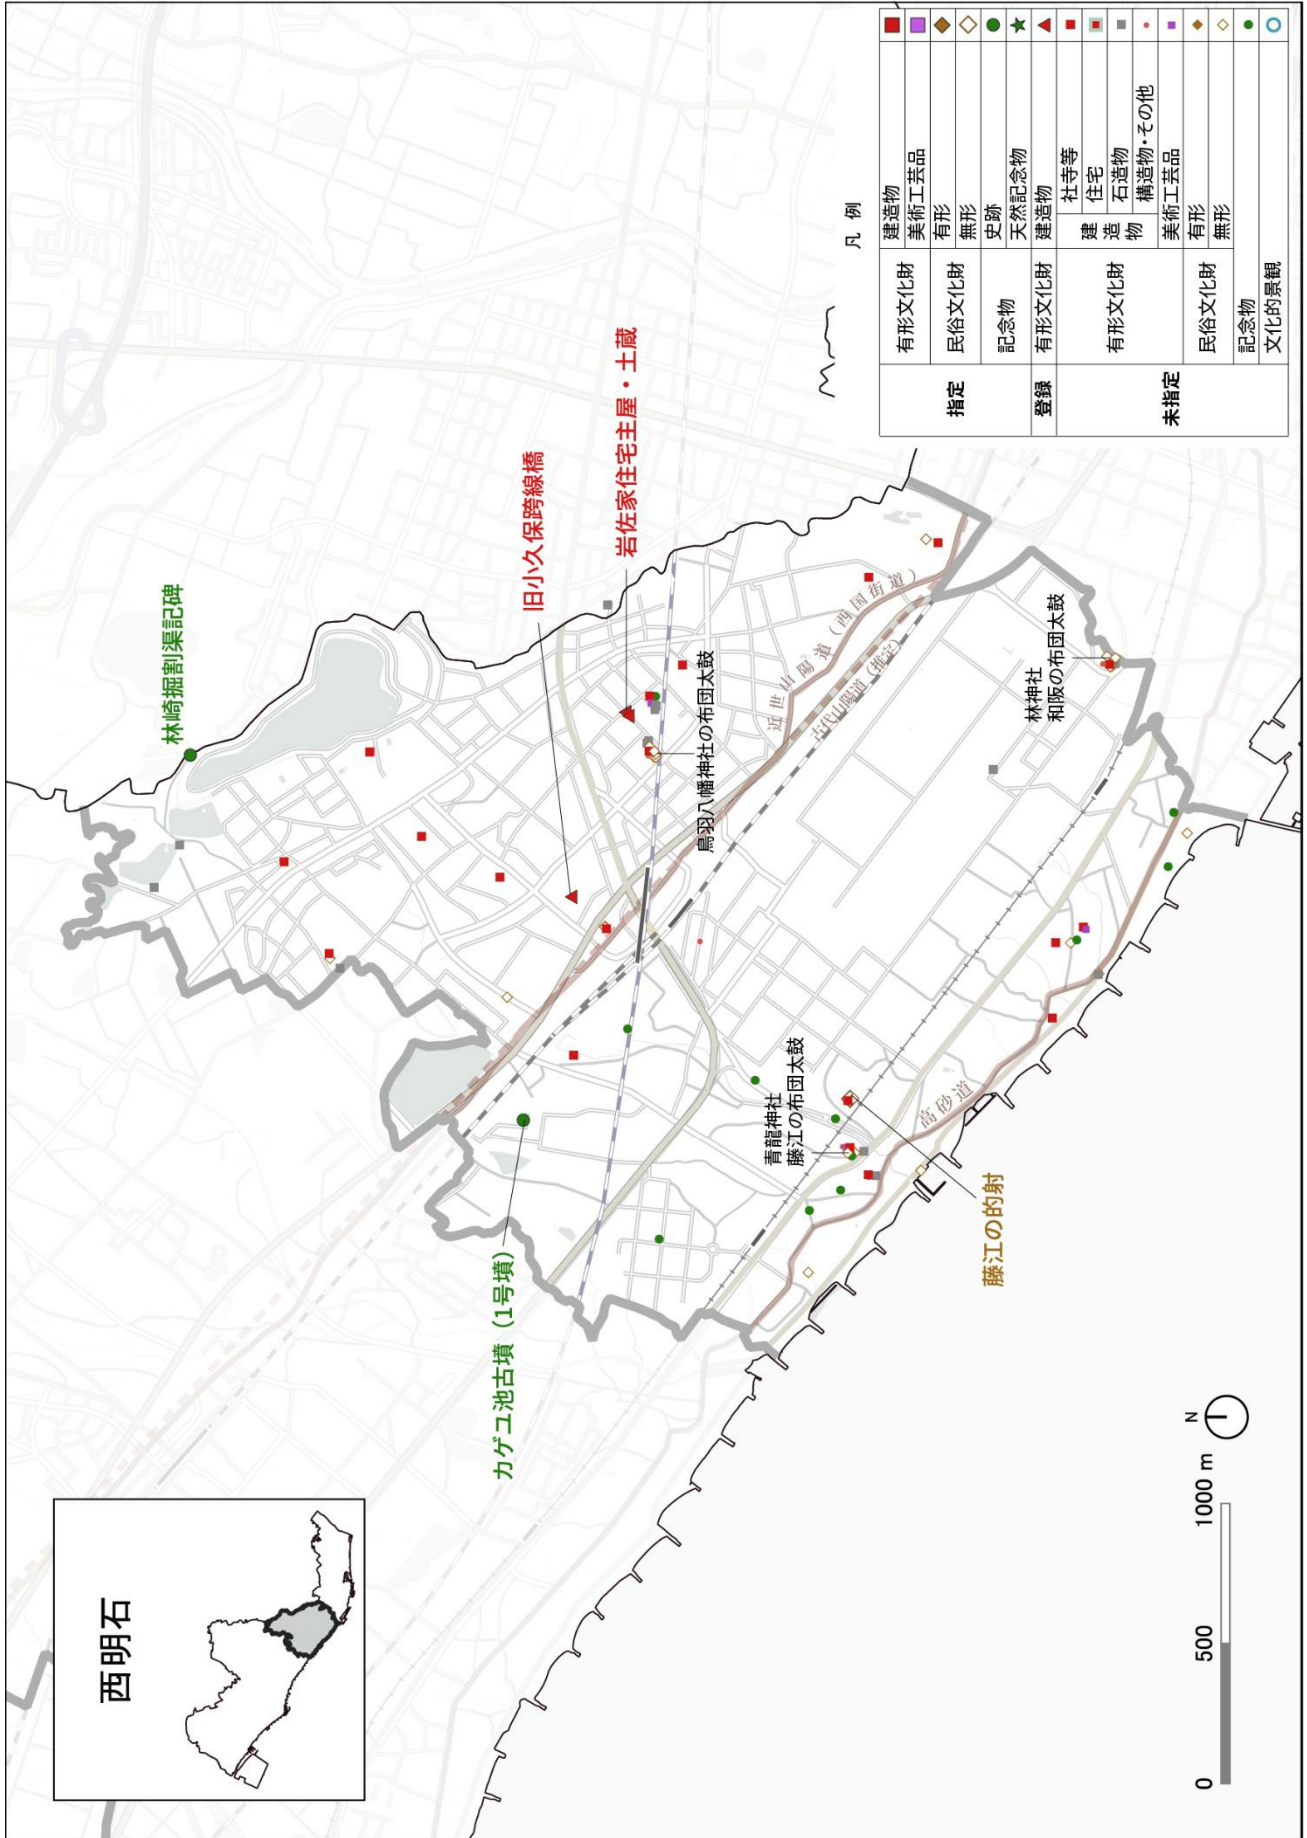 西明石
林崎掘割渠記碑
旧小久保跨線橋
岩佐家住宅主屋・土蔵
カゲユ池古墳（1号墳）
鳥羽八幡神社の布団太鼓
近世山陽道（西国街道）
古代山陽道（推定）
青龍神社
藤江の布団太鼓
林神社
和阪の布団太鼓
高砂道
藤江の的射
0 500 1000 m
N
凡 例
指定 有形文化財 建造物
美術工芸品
民俗文化財 有形
無形
記念物 史跡
天然記念物
登録 有形文化財 建造物
未指定 有形文化財 建造物 社寺等
住宅
石造物
構造物・その他
美術工芸品
民俗文化財 有形
無形
記念物
文化的景観